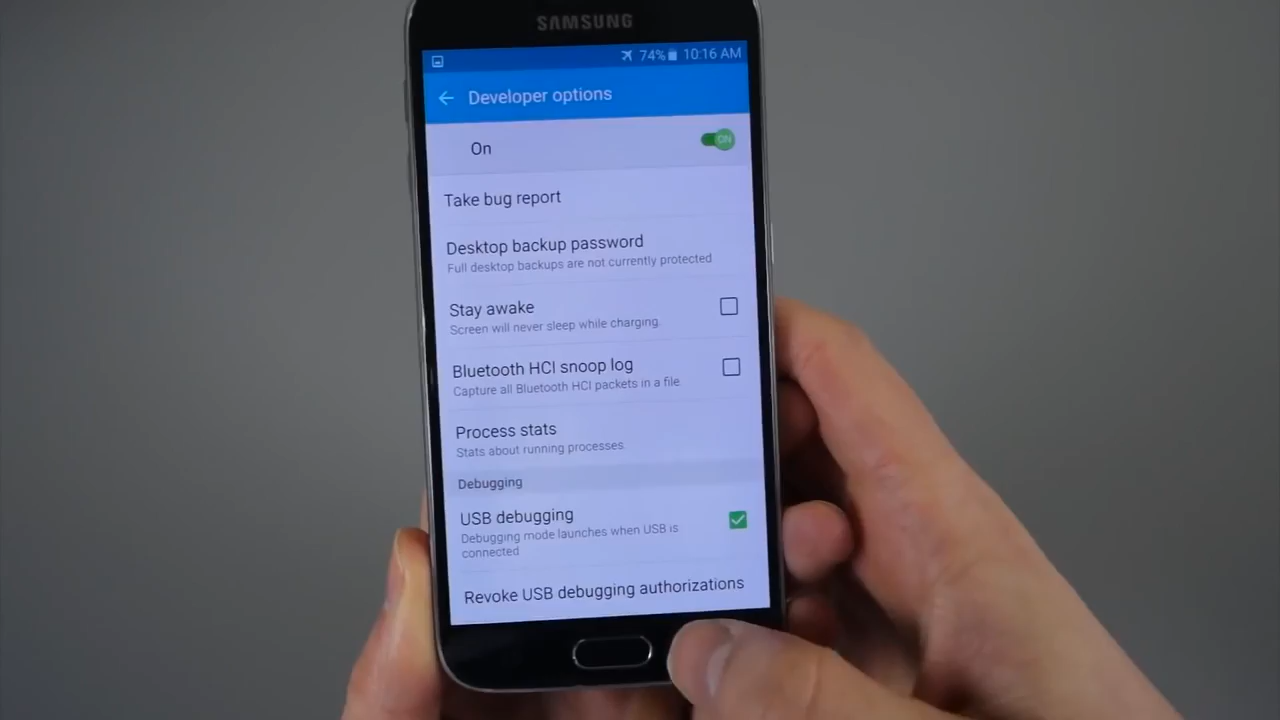 SAMSUNG
74% 10:16 AM
Developer options
On
ON
Take bug report
Desktop backup password
Full desktop backups are not currently protected
Stay awake
Screen will never sleep while charging.
Bluetooth HCI snoop log
Capture all Bluetooth HCI packets in a file.
Process stats
Stats about running processes.
Debugging
USB debugging
Debugging mode launches when USB is
connected
Revoke USB debugging authorizations